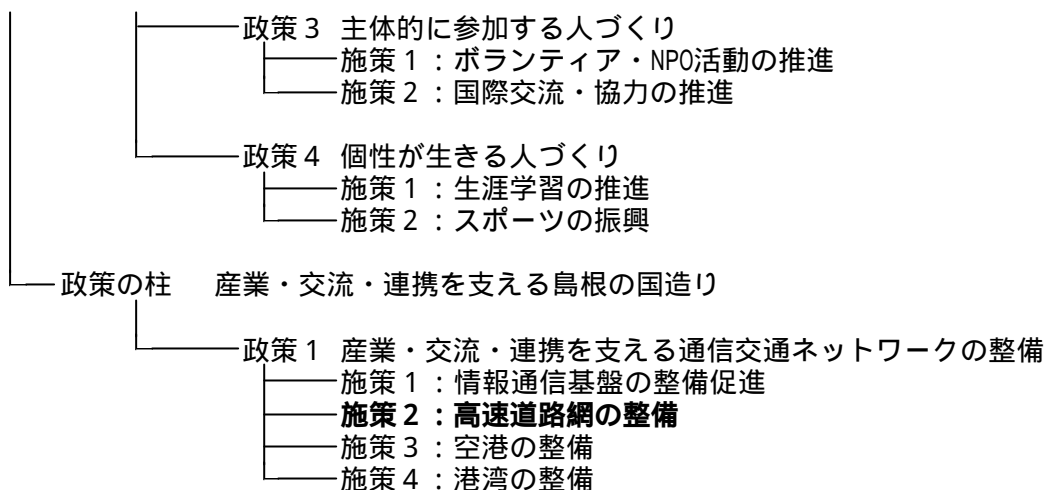 政策３ 主体的に参加する人づくり
施策１：ボランティア・NPO活動の推進
施策２：国際交流・協力の推進
政策４ 個性が生きる人づくり
施策１：生涯学習の推進
施策２：スポーツの振興
政策の柱 産業・交流・連携を支える島根の国造り
政策１ 産業・交流・連携を支える通信交通ネットワークの整備
施策１：情報通信基盤の整備促進
施策２：高速道路網の整備
施策３：空港の整備
施策４：港湾の整備